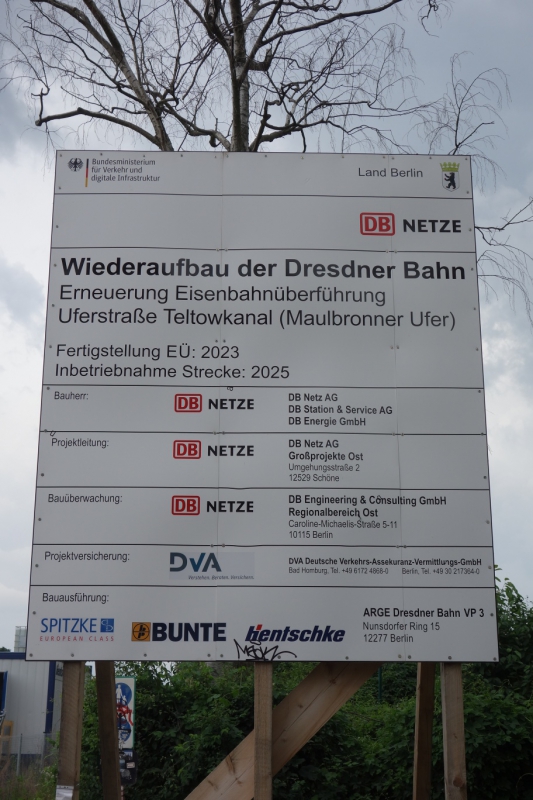 Bundesministerium
für Verkehr und
digitale Infrastruktur
Land Berlin
DB NETZE
Wiederaufbau der Dresdner Bahn
Erneuerung Eisenbahnüberführung
Uferstraße Teltowkanal (Maulbronner Ufer)
Fertigstellung EÜ: 2023
Inbetriebnahme Strecke: 2025
Bauherr:
DB NETZE
DB Netz AG
DB Station & Service AG
DB Energie GmbH
Projektleitung:
DB NETZE
DB Netz AG
Großprojekte Ost
Umgehungsstraße 2
12529 Schöne
Bauüberwachung:
DB NETZE
DB Engineering & Consulting GmbH
Regionalbereich Ost
Caroline-Michaelis-Straße 5-11
10115 Berlin
Projektversicherung:
DVA
Verstehen. Beraten. Versichern.
DVA Deutsche Verkehrs-Assekuranz-Vermittlungs-GmbH
Bad Homburg, Tel. +49 6172 4868-0 Berlin, Tel. +49 30 217364-0
Bauausführung:
SPITZKE
EUROPEAN CLASS
BUNTE
hentschke
ARGE Dresdner Bahn VP 3
Nunsdorfer Ring 15
12277 Berlin